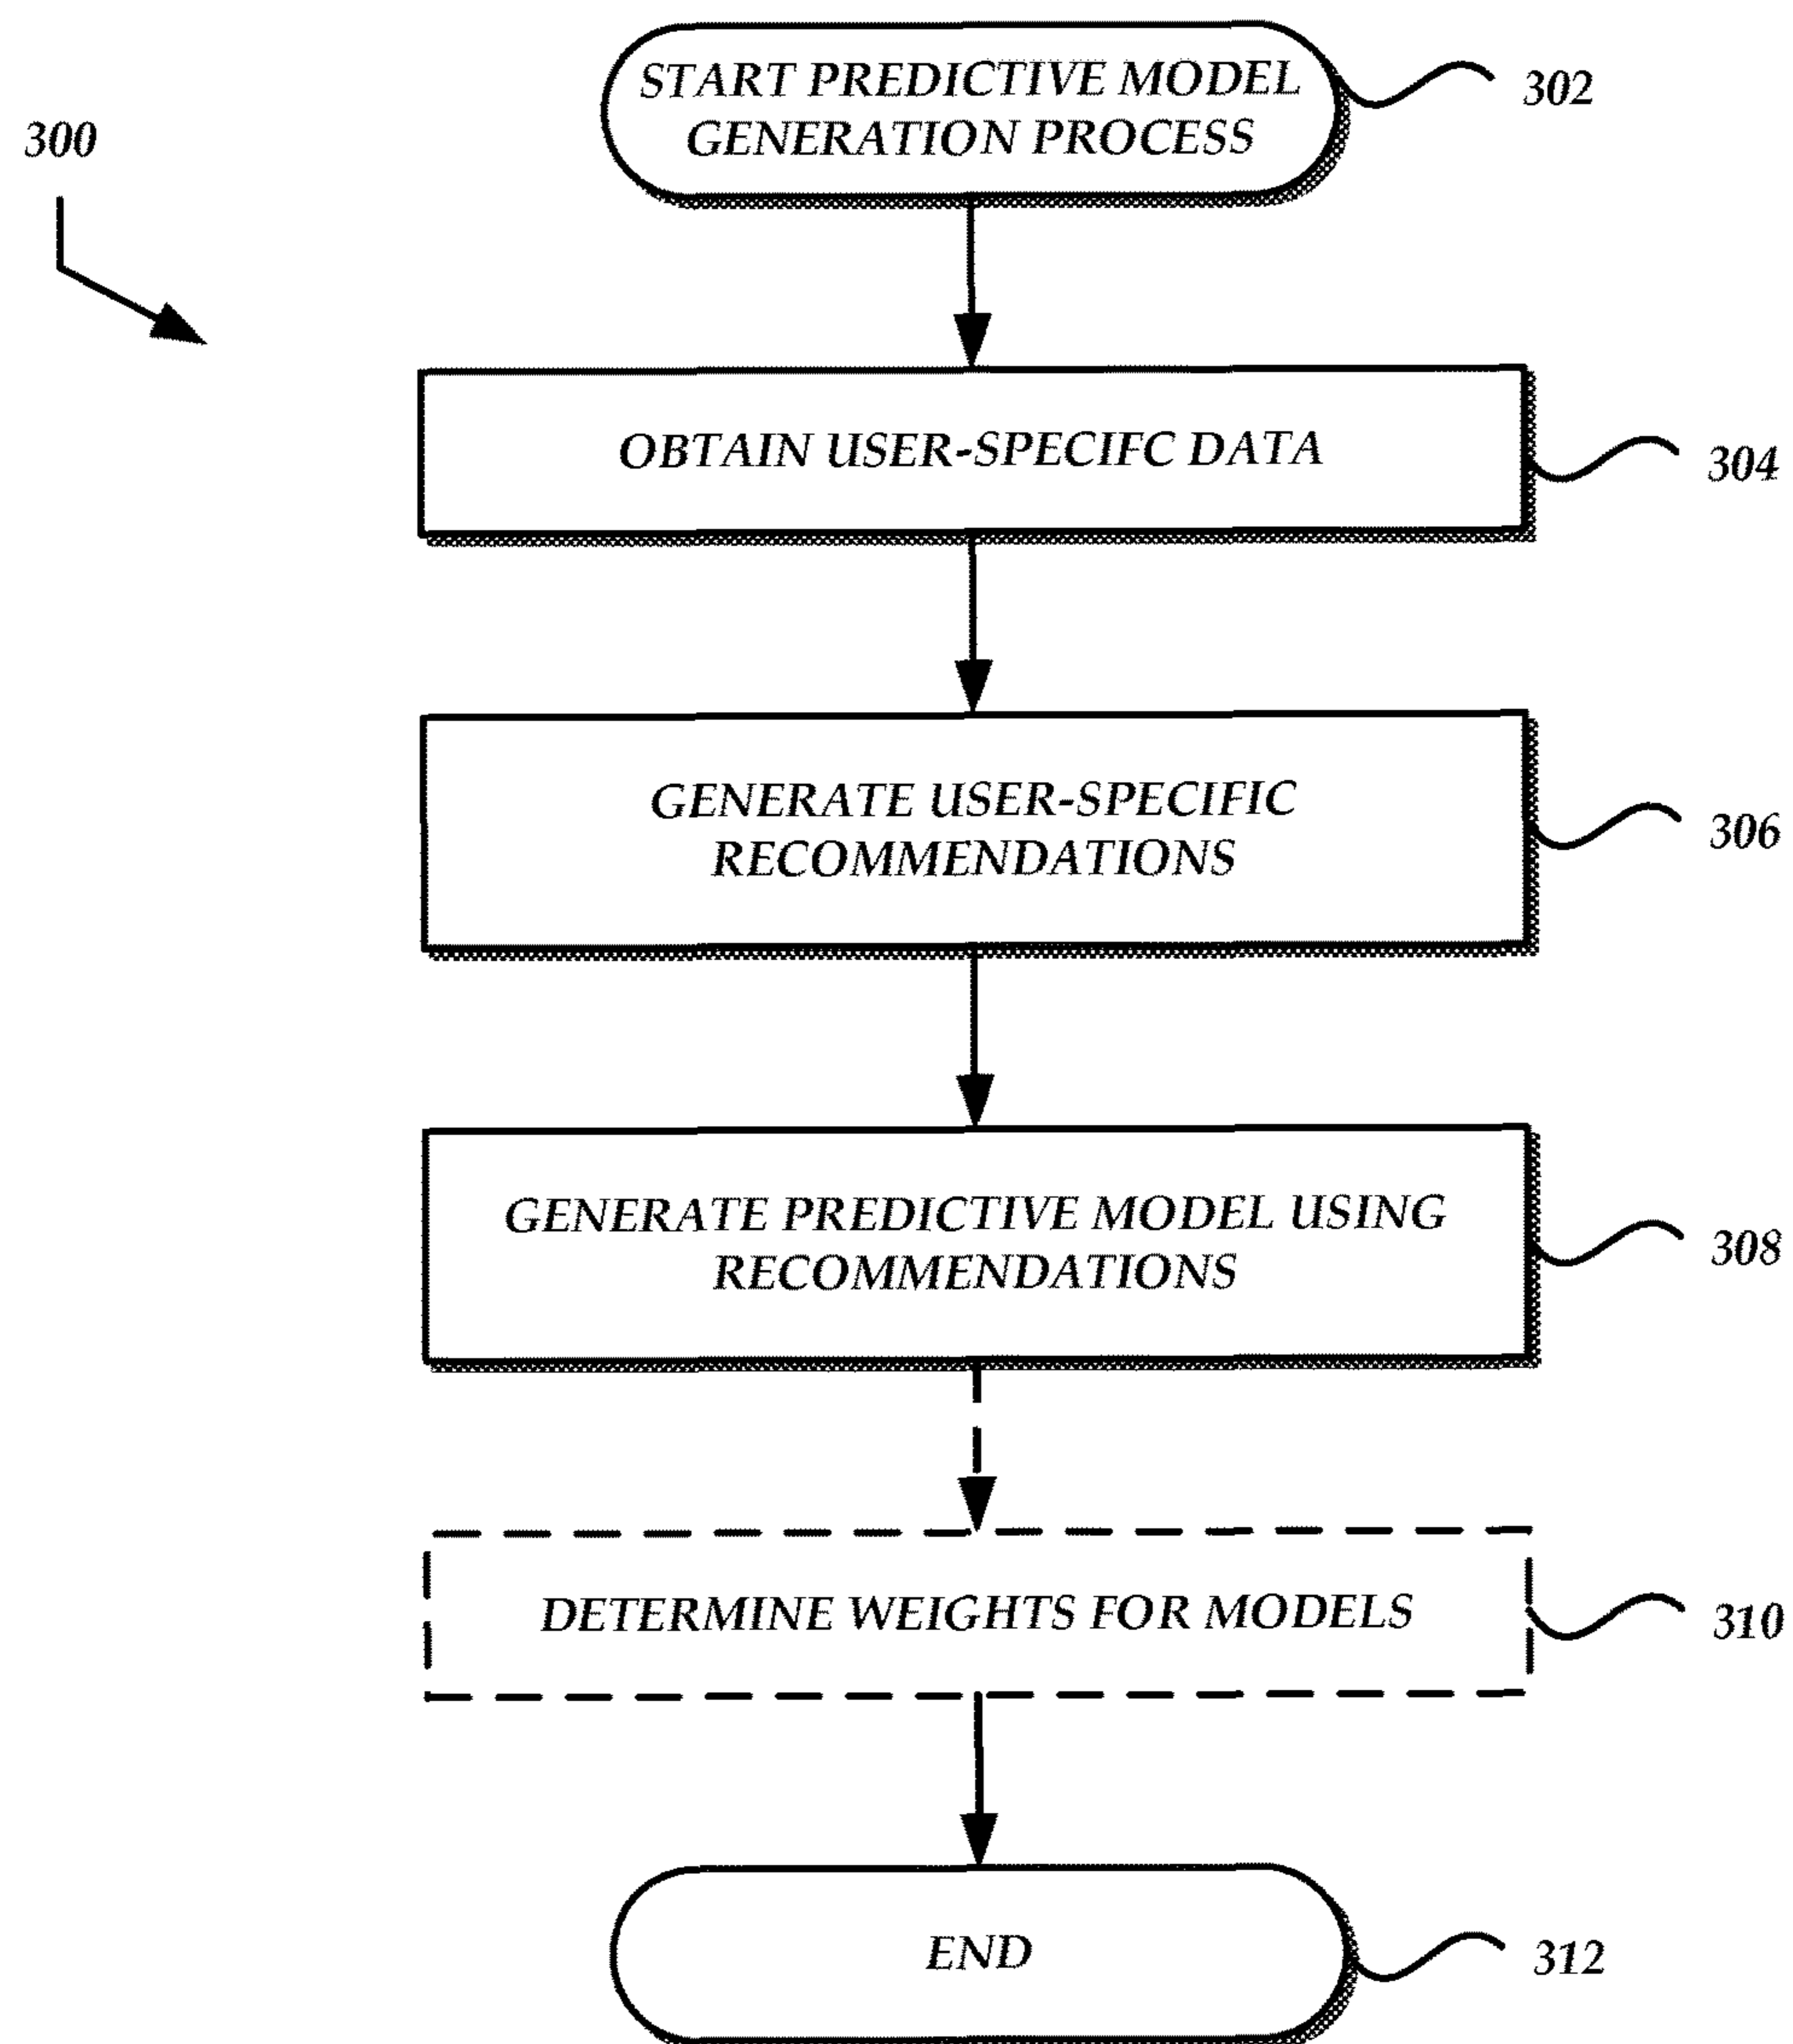 START PREDICTIVE MODEL
GENERATION PROCESS
302
300
OBTAIN USER-SPECIFC DATA
304
GENERATE USER-SPECIFIC
RECOMMENDATIONS
306
GENERATE PREDICTIVE MODEL USING
RECOMMENDATIONS
308
DETERMINE WEIGHTS FOR MODELS
310
END
312